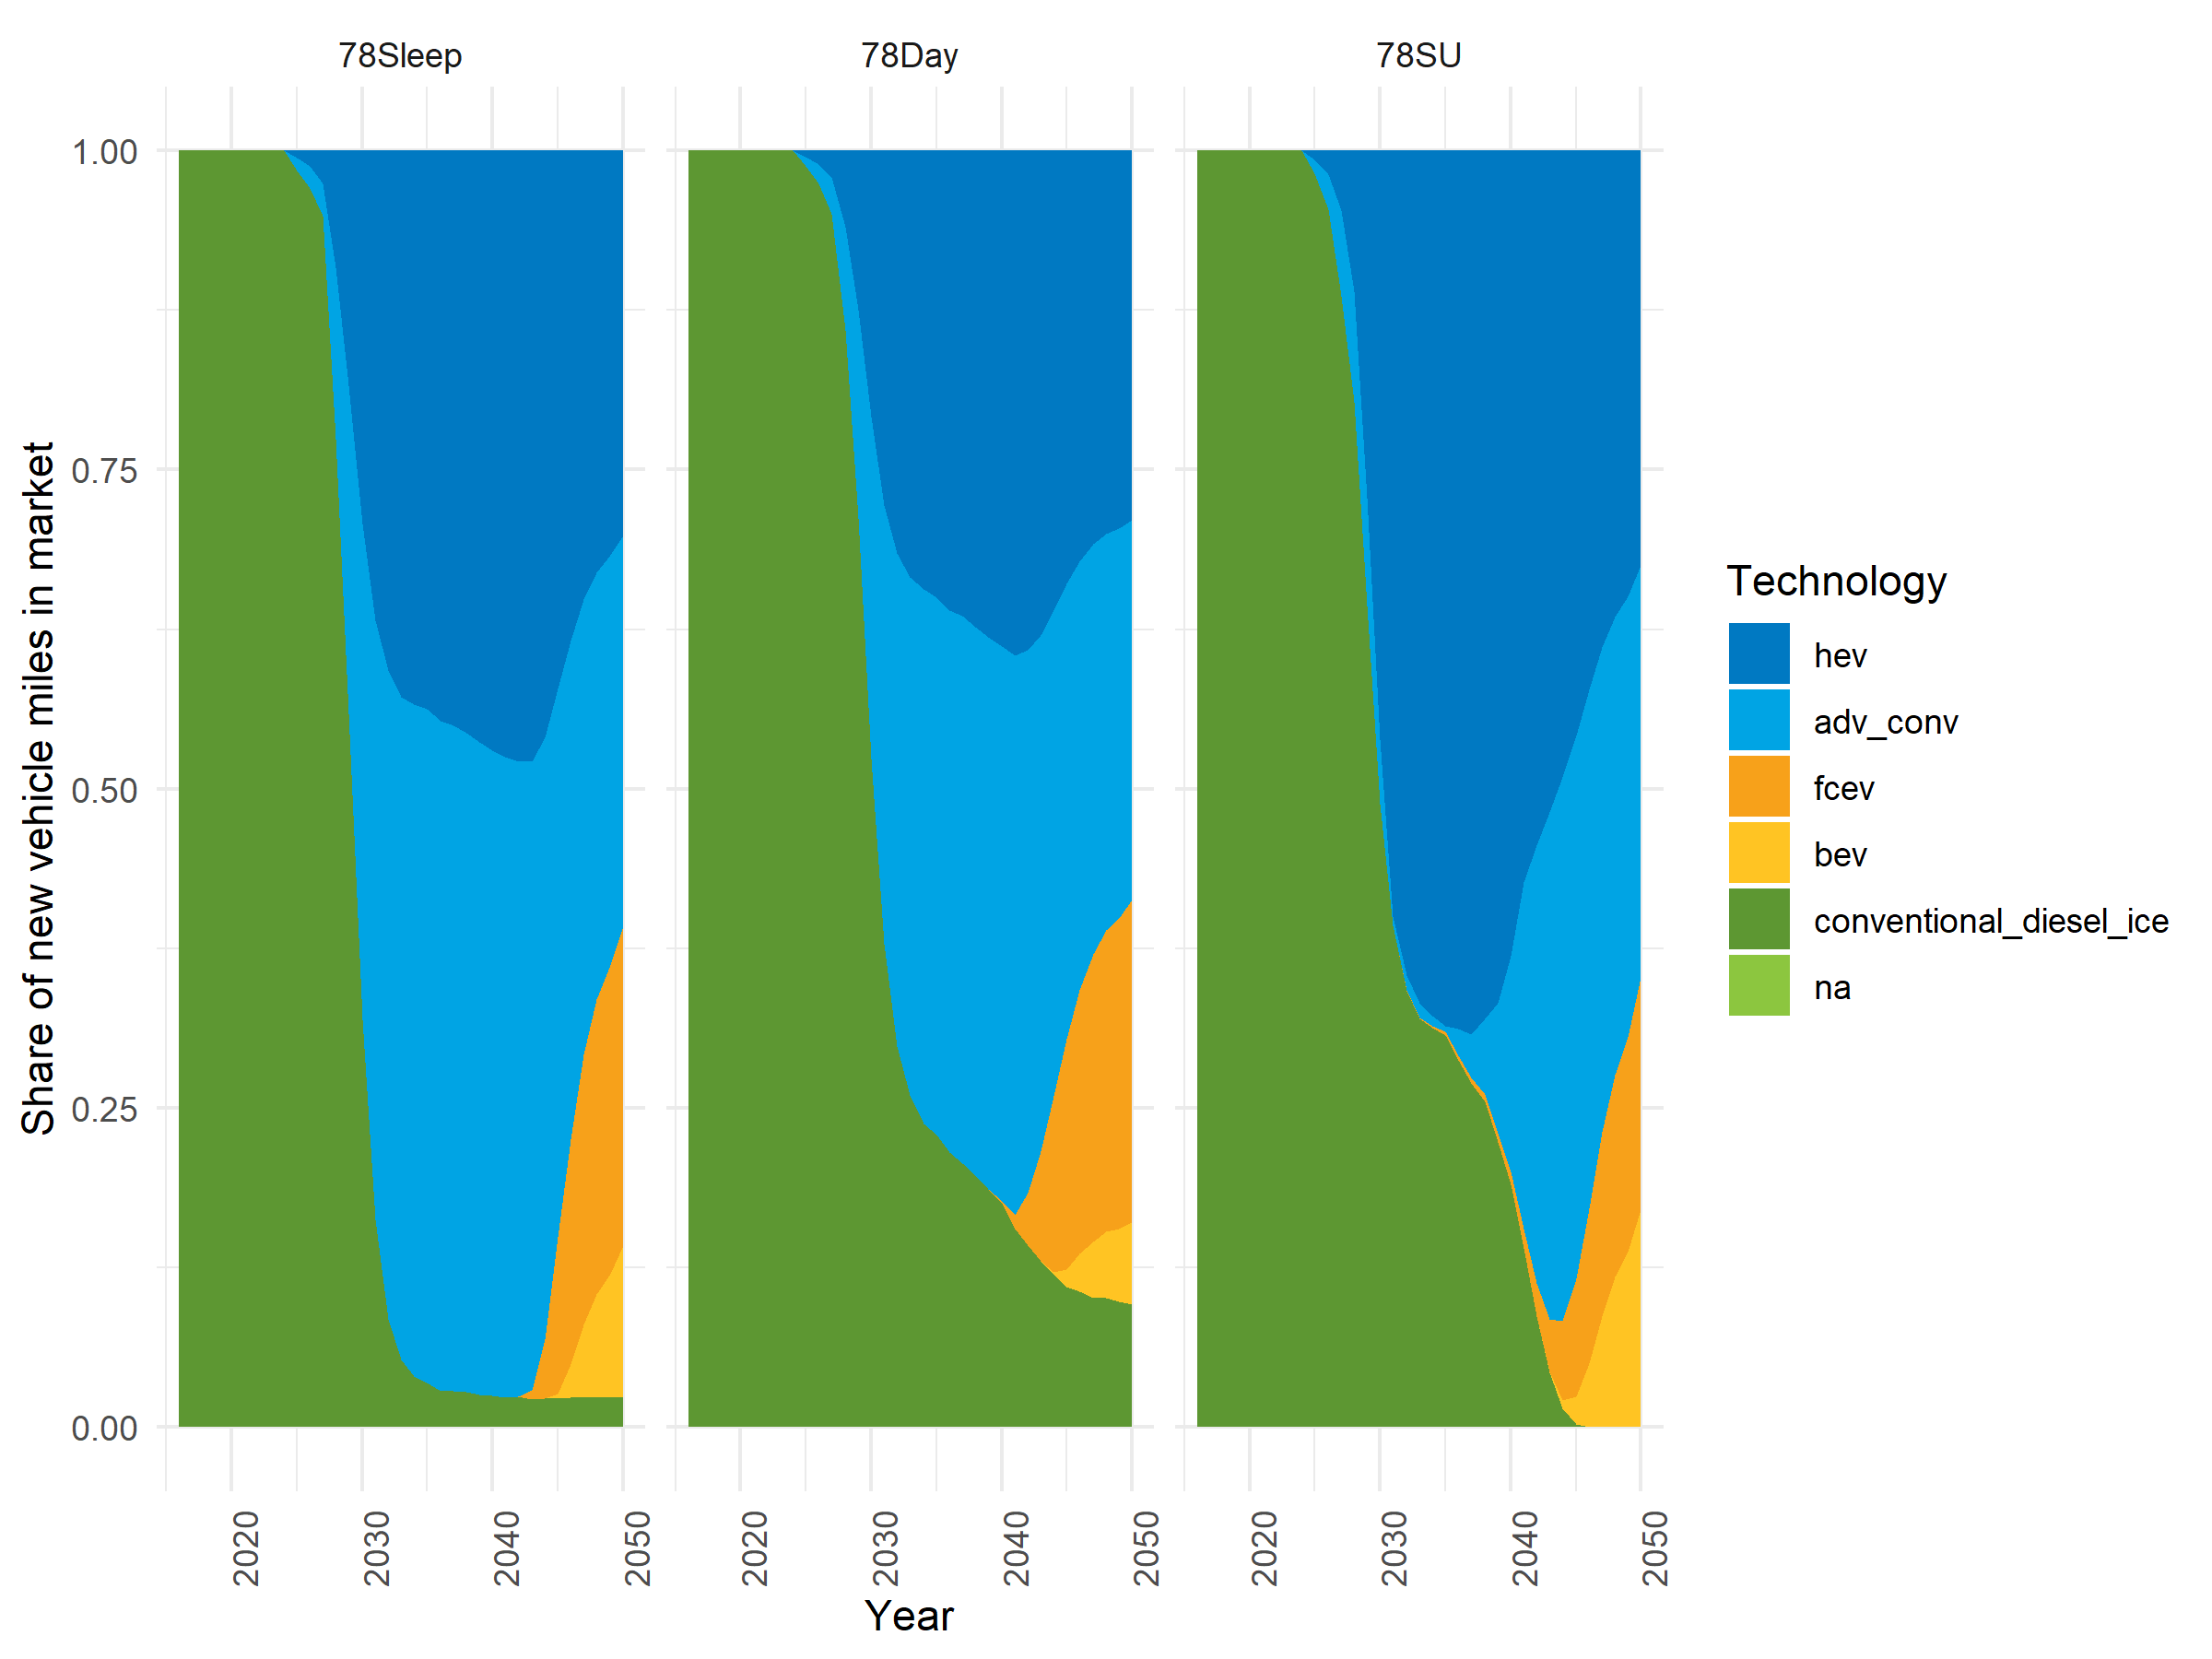 78Sleep 78Day 78SU
Share of new vehicle miles in market
1.00
0.75
0.50
0.25
0.00
2020 2030 2040 2050 2020 2030 2040 2050 2020 2030 2040 2050
Year
Technology
hev
adv_conv
fcev
bev
conventional_diesel_ice
na